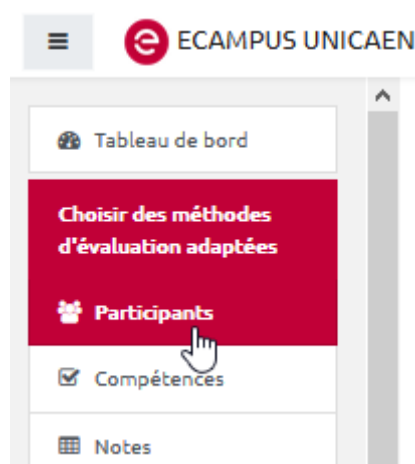 ECAMPUS UNICAEN
Tableau de bord
Choisir des méthodes
d'évaluation adaptées
Participants
Compétences
Notes